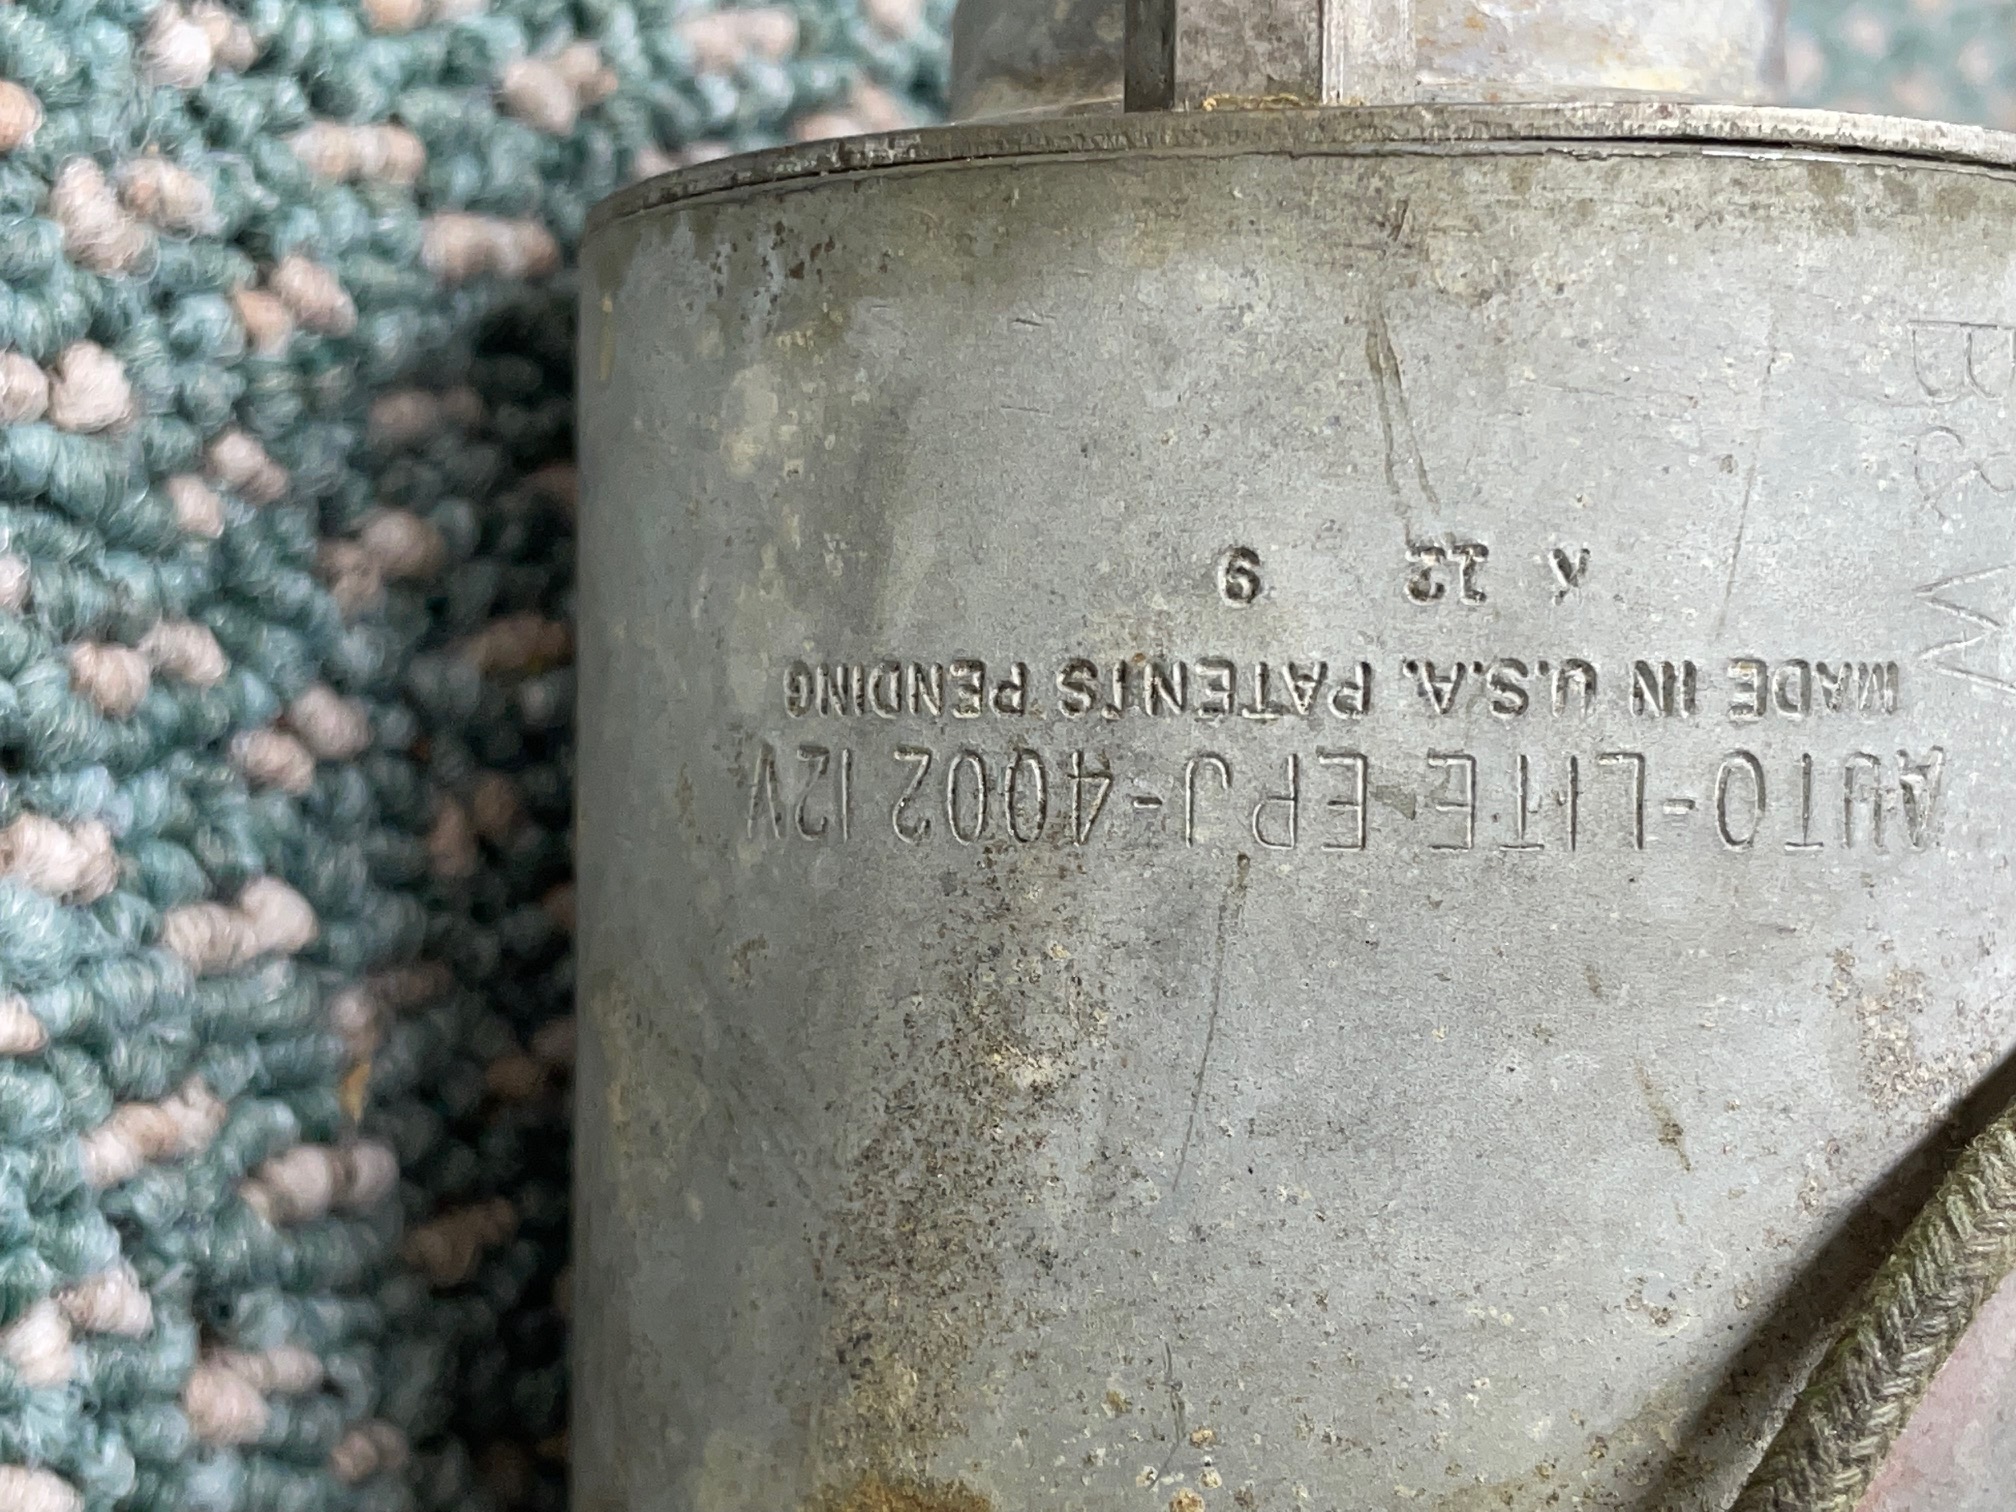 AUTO-LITE EPJ-4002 12V
MADE IN U.S.A. PATENTS PENDING
12 6